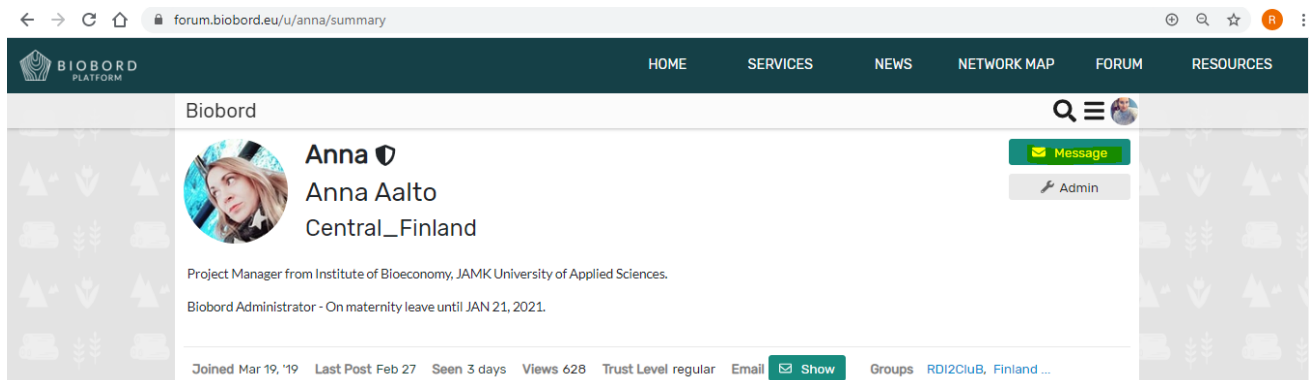 forum.biobord.eu/u/anna/summary
R
BIOBORD
PLATFORM
HOME SERVICES NEWS NETWORK MAP FORUM RESOURCES
Biobord
Anna
Message
Anna Aalto
Admin
Central_Finland
Project Manager from Institute of Bioeconomy, JAMK University of Applied Sciences.
Biobord Administrator - On maternity leave until JAN 21, 2021.
Joined Mar 19, '19 Last Post Feb 27 Seen 3 days Views 628 Trust Level regular Email Show Groups RDI2CluB, Finland ...